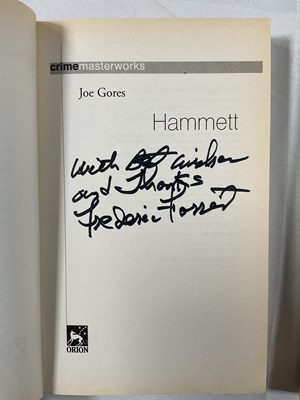 crimemasterworks
Joe Gores
Hammett
With Best wishes
and Thanks
Frederic Forrest
ORION